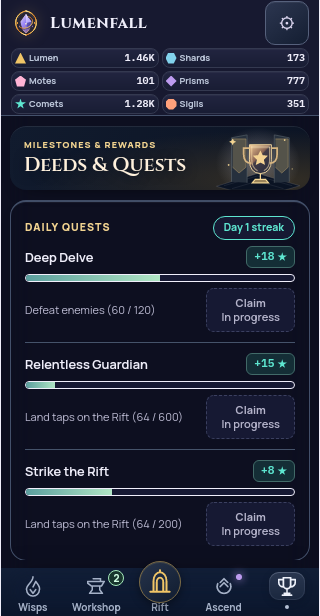 LUMENFALL
Lumen 1.46K
Shards 173
Motes 101
Prisms 777
Comets 1.28K
Sigils 351
MILESTONES & REWARDS
DEEDS & QUESTS
DAILY QUESTS
Day 1 streak
Deep Delve
+18 ★
Defeat enemies (60 / 120)
Claim
In progress
Relentless Guardian
+15 ★
Land taps on the Rift (64 / 600)
Claim
In progress
Strike the Rift
+8 ★
Land taps on the Rift (64 / 200)
Claim
In progress
2
Wisps
Workshop
Rift
Ascend